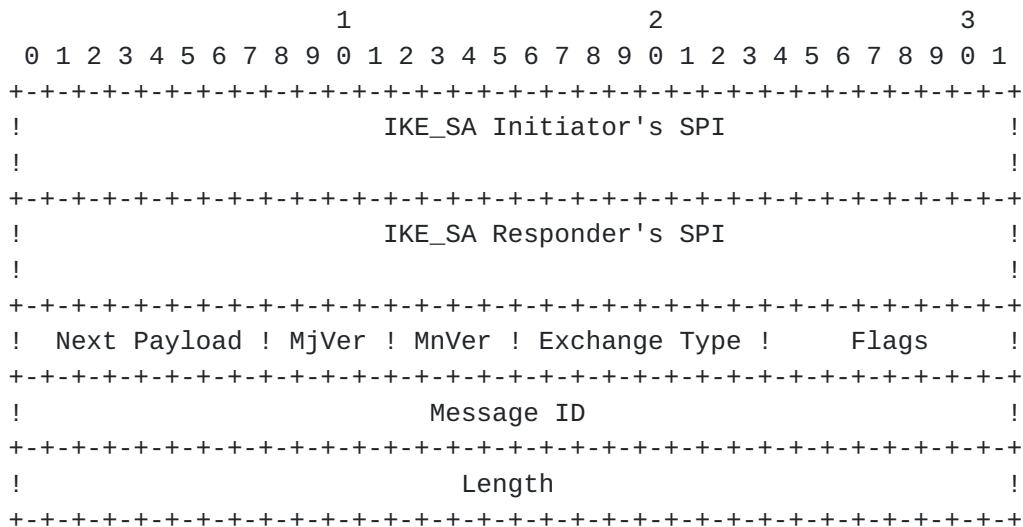 1                   2                   3
 0 1 2 3 4 5 6 7 8 9 0 1 2 3 4 5 6 7 8 9 0 1 2 3 4 5 6 7 8 9 0 1
+-+-+-+-+-+-+-+-+-+-+-+-+-+-+-+-+-+-+-+-+-+-+-+-+-+-+-+-+-+-+-+-+
!                       IKE_SA Initiator's SPI                  !
!                                                               !
+-+-+-+-+-+-+-+-+-+-+-+-+-+-+-+-+-+-+-+-+-+-+-+-+-+-+-+-+-+-+-+-+
!                       IKE_SA Responder's SPI                  !
!                                                               !
+-+-+-+-+-+-+-+-+-+-+-+-+-+-+-+-+-+-+-+-+-+-+-+-+-+-+-+-+-+-+-+-+
!  Next Payload ! MjVer ! MnVer ! Exchange Type !     Flags     !
+-+-+-+-+-+-+-+-+-+-+-+-+-+-+-+-+-+-+-+-+-+-+-+-+-+-+-+-+-+-+-+-+
!                          Message ID                           !
+-+-+-+-+-+-+-+-+-+-+-+-+-+-+-+-+-+-+-+-+-+-+-+-+-+-+-+-+-+-+-+-+
!                            Length                             !
+-+-+-+-+-+-+-+-+-+-+-+-+-+-+-+-+-+-+-+-+-+-+-+-+-+-+-+-+-+-+-+-+